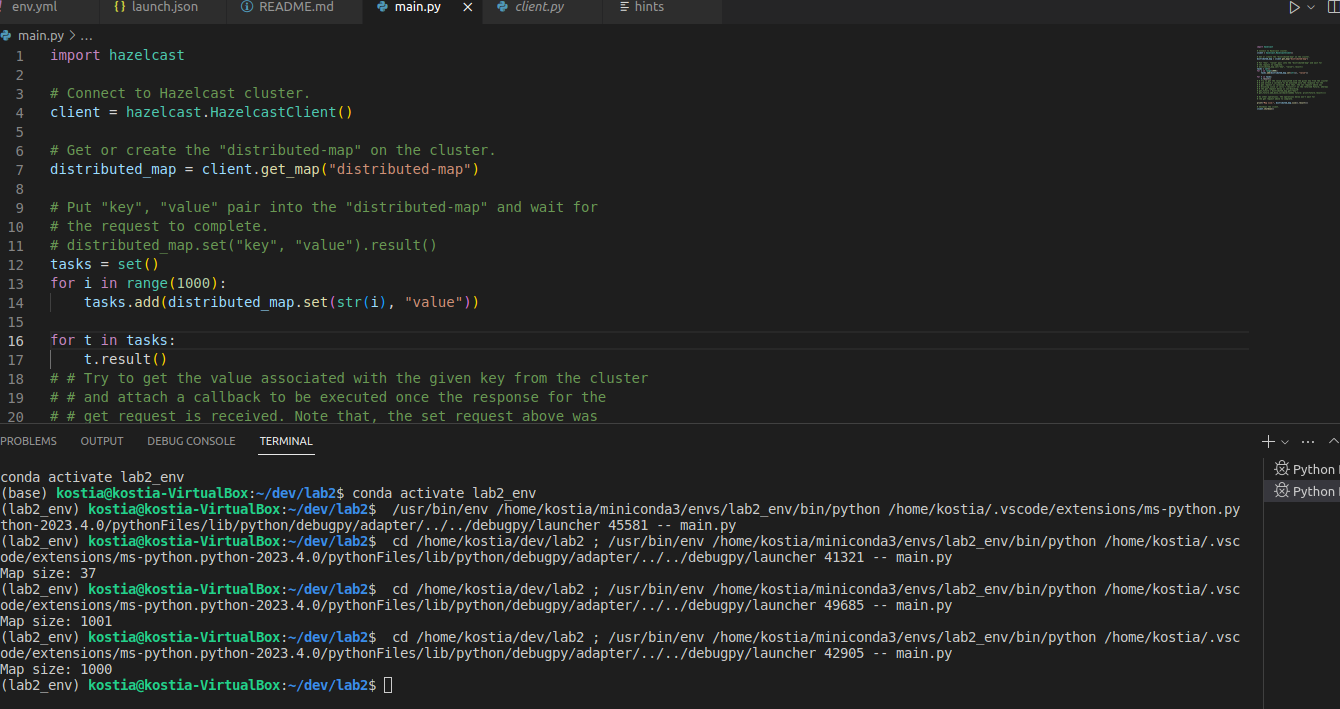 env.yml launch.json README.md main.py client.py hints
main.py > ...
1 import hazelcast
2
3 # Connect to Hazelcast cluster.
4 client = hazelcast.HazelcastClient()
5
6 # Get or create the "distributed-map" on the cluster.
7 distributed_map = client.get_map("distributed-map")
8
9 # Put "key", "value" pair into the "distributed-map" and wait for
10 # the request to complete.
11 # distributed_map.set("key", "value").result()
12 tasks = set()
13 for i in range(1000):
14 tasks.add(distributed_map.set(str(i), "value"))
15
16 for t in tasks:
17 t.result()
18 # # Try to get the value associated with the given key from the cluster
19 # # and attach a callback to be executed once the response for the
20 # # get request is received. Note that, the set request above was
PROBLEMS OUTPUT DEBUG CONSOLE TERMINAL
conda activate lab2_env
(base) kostia@kostia-VirtualBox:~/dev/lab2$ conda activate lab2_env
(lab2_env) kostia@kostia-VirtualBox:~/dev/lab2$  /usr/bin/env /home/kostia/miniconda3/envs/lab2_env/bin/python /home/kostia/.vscode/extensions/ms-python.py
thon-2023.4.0/pythonFiles/lib/python/debugpy/adapter/../../debugpy/launcher 45581 -- main.py
(lab2_env) kostia@kostia-VirtualBox:~/dev/lab2$  cd /home/kostia/dev/lab2 ; /usr/bin/env /home/kostia/miniconda3/envs/lab2_env/bin/python /home/kostia/.vsc
ode/extensions/ms-python.python-2023.4.0/pythonFiles/lib/python/debugpy/adapter/../../debugpy/launcher 41321 -- main.py
Map size: 37
(lab2_env) kostia@kostia-VirtualBox:~/dev/lab2$  cd /home/kostia/dev/lab2 ; /usr/bin/env /home/kostia/miniconda3/envs/lab2_env/bin/python /home/kostia/.vsc
ode/extensions/ms-python.python-2023.4.0/pythonFiles/lib/python/debugpy/adapter/../../debugpy/launcher 49685 -- main.py
Map size: 1001
(lab2_env) kostia@kostia-VirtualBox:~/dev/lab2$  cd /home/kostia/dev/lab2 ; /usr/bin/env /home/kostia/miniconda3/envs/lab2_env/bin/python /home/kostia/.vsc
ode/extensions/ms-python.python-2023.4.0/pythonFiles/lib/python/debugpy/adapter/../../debugpy/launcher 42905 -- main.py
Map size: 1000
(lab2_env) kostia@kostia-VirtualBox:~/dev/lab2$
Python
Python